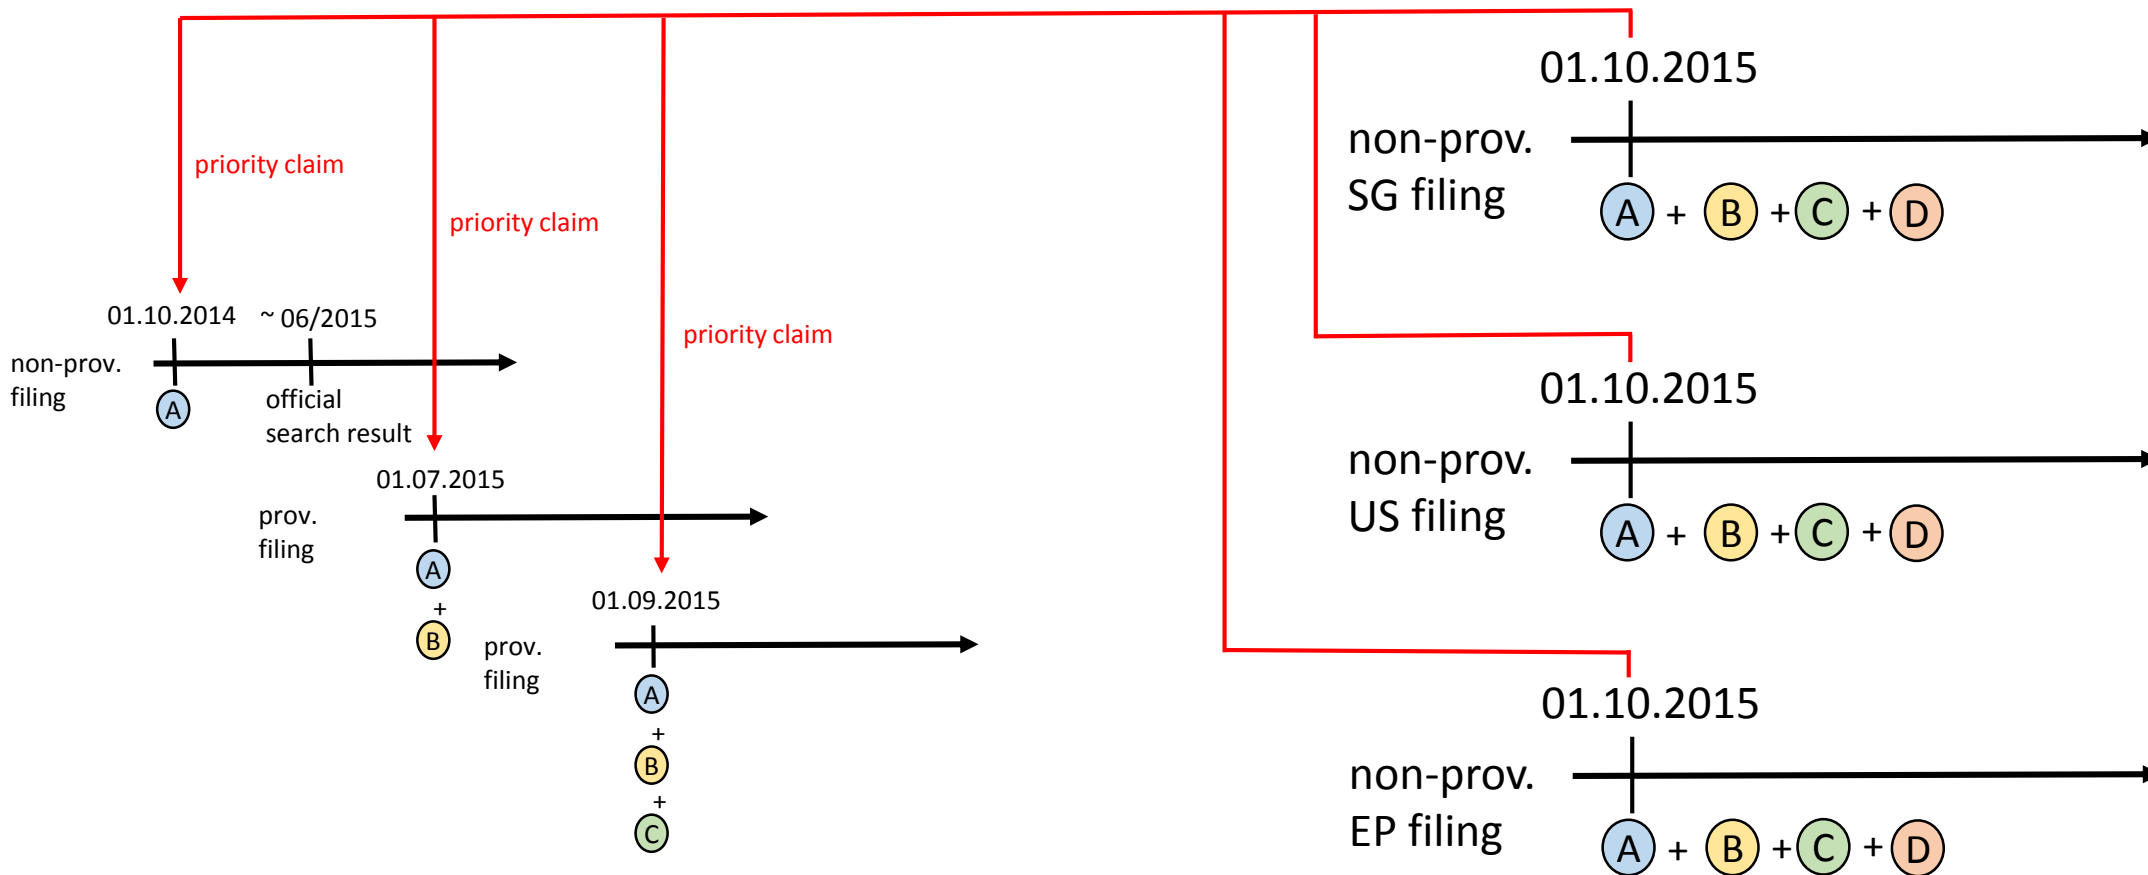 01.10.2015
non-prov.
SG filing
A + B + C + D
priority claim
priority claim
priority claim
01.10.2014
~ 06/2015
non-prov.
filing
A
official
search result
01.07.2015
prov.
filing
A
+
B
01.09.2015
prov.
filing
A
+
B
+
C
01.10.2015
non-prov.
US filing
A + B + C + D
01.10.2015
non-prov.
EP filing
A + B + C + D